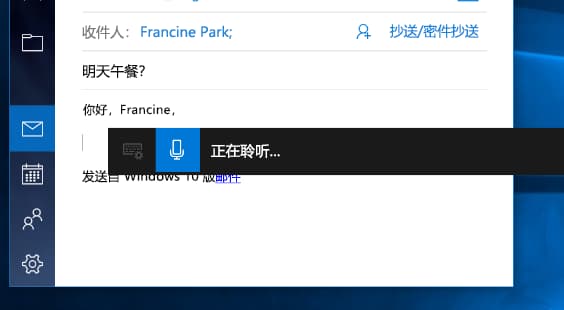 收件人： Francine Park; 抄送/密件抄送
明天午餐?
你好，Francine，
正在聆听...
发送自 Windows 10 版邮件